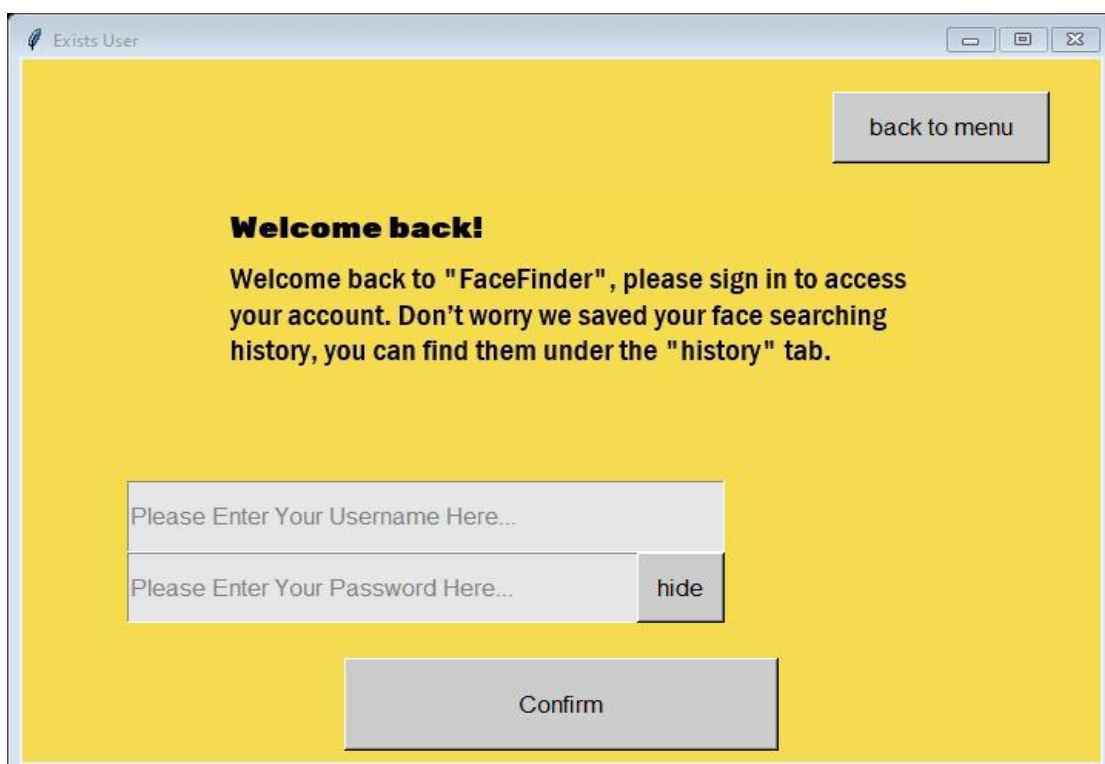 Exists User
back to menu
Welcome back!
Welcome back to "FaceFinder", please sign in to access
your account. Don’t worry we saved your face searching
history, you can find them under the "history" tab.
Please Enter Your Username Here...
Please Enter Your Password Here...
hide
Confirm